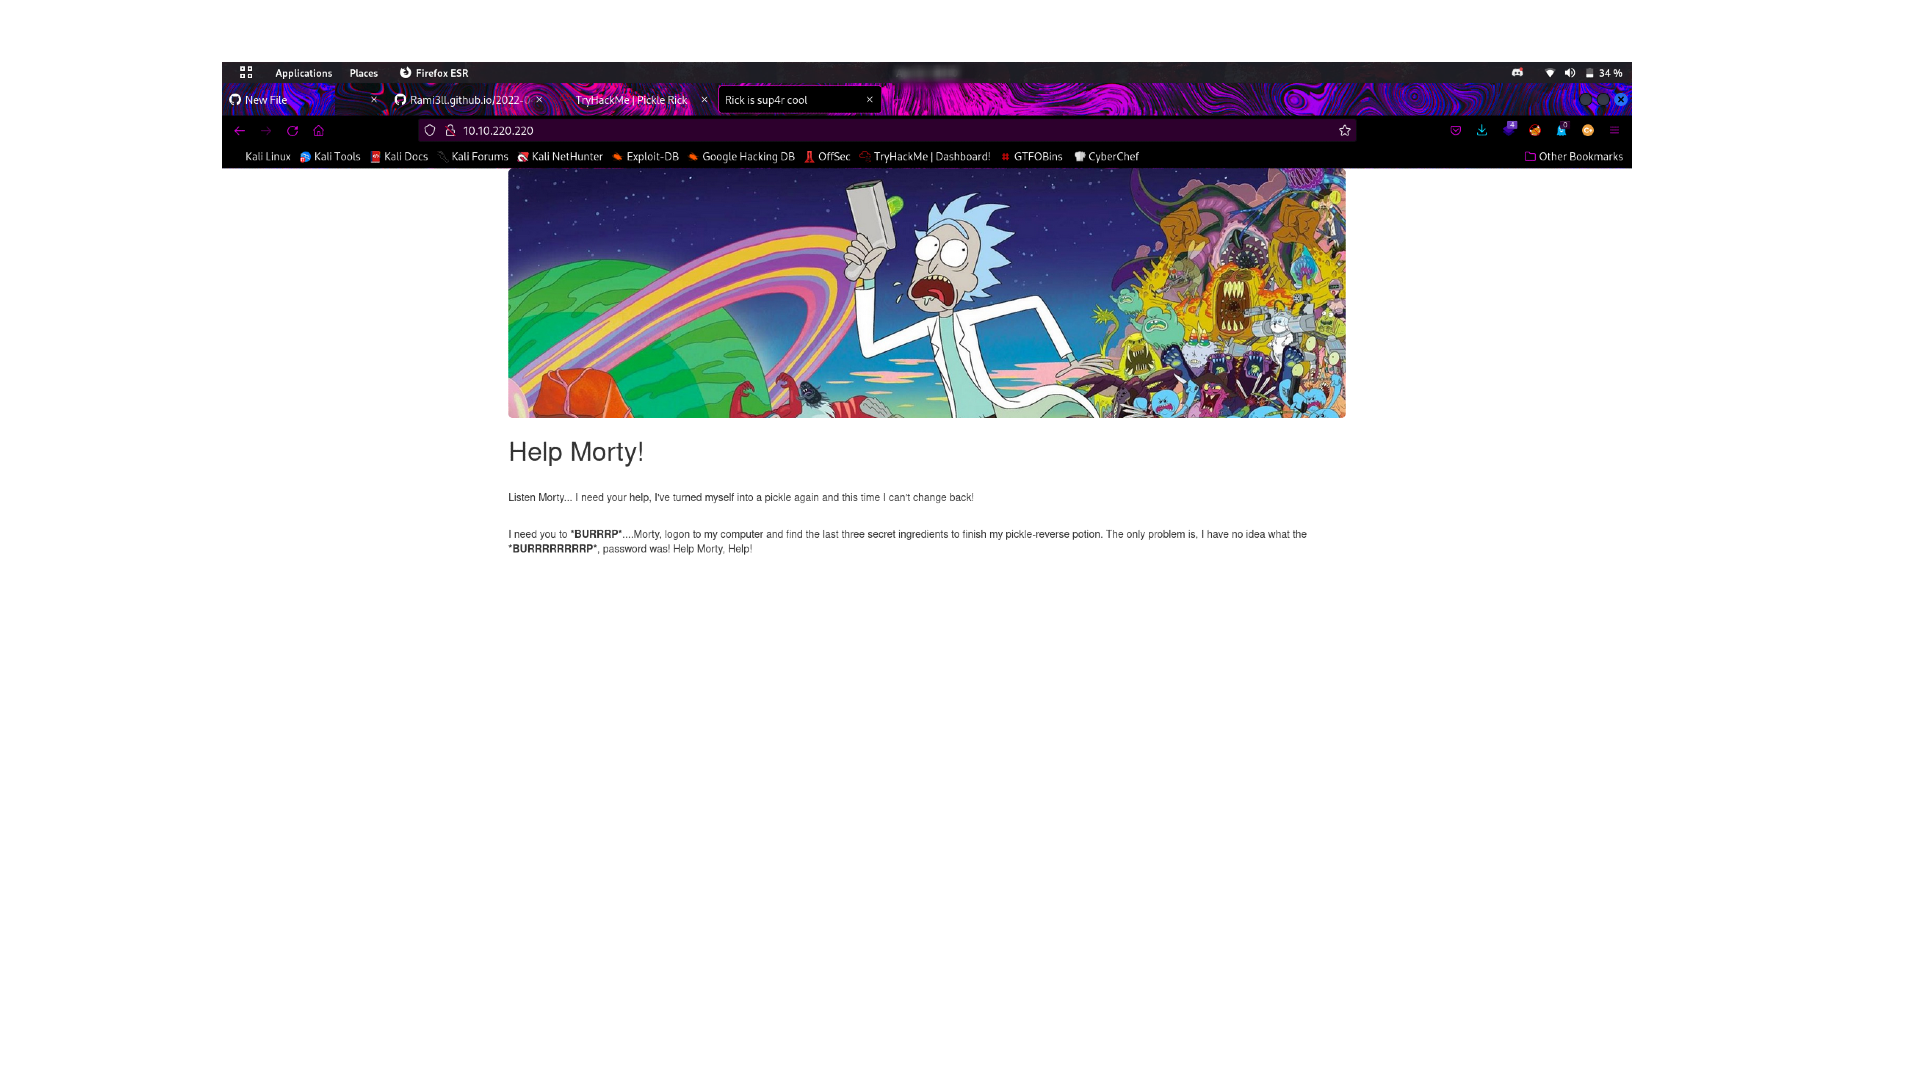 Applications Places Firefox ESR 34 %
New File × Rami3ll.github.io/2022-0 × TryHackMe | Pickle Rick × Rick is sup4r cool ×
10.10.220.220 4 0
Kali Linux Kali Tools Kali Docs Kali Forums Kali NetHunter Exploit-DB Google Hacking DB OffSec TryHackMe | Dashboard! GTFOBins CyberChef Other Bookmarks
Help Morty!
Listen Morty... I need your help, I've turned myself into a pickle again and this time I can't change back!
I need you to *BURRRP*....Morty, logon to my computer and find the last three secret ingredients to finish my pickle-reverse potion. The only problem is, I have no idea what the
*BURRRRRRRRP*, password was! Help Morty, Help!